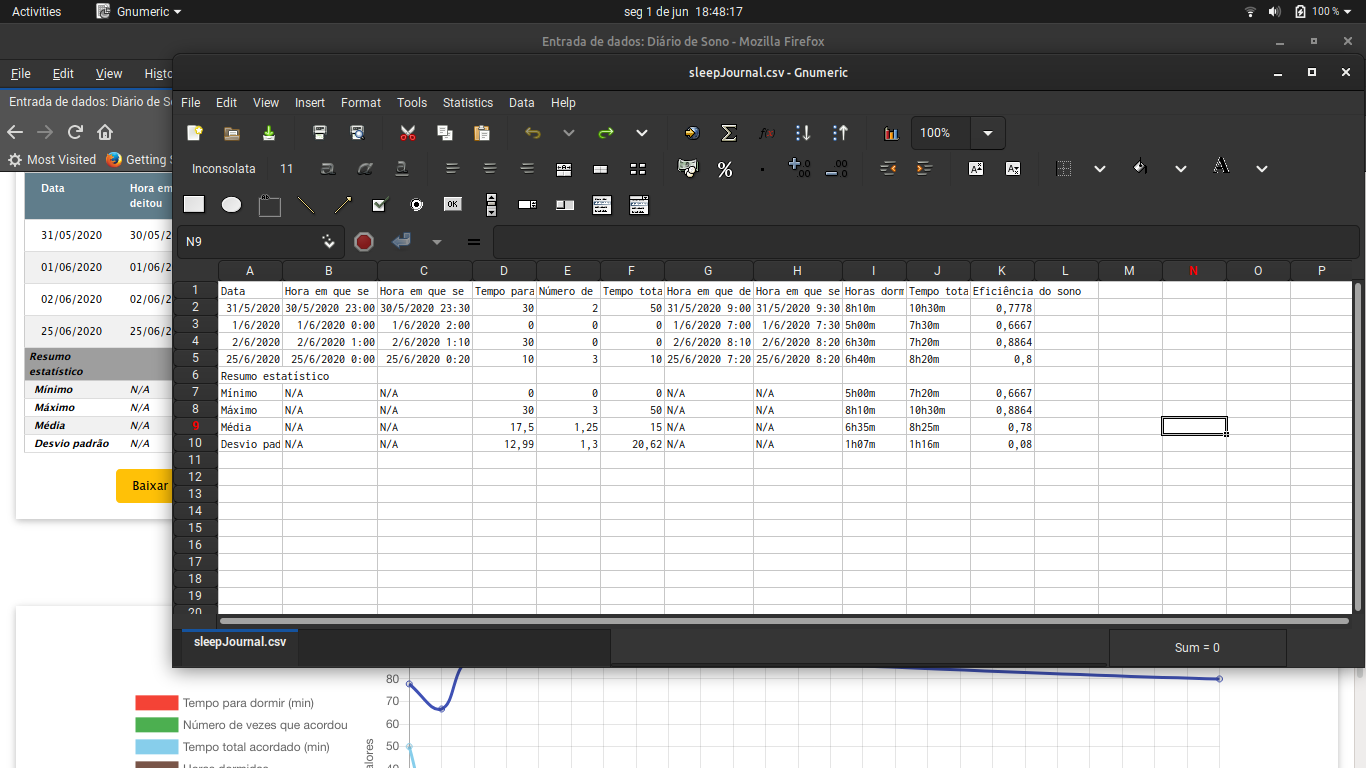 Activities Gnumeric seg 1 de jun 18:48:17 100 %
Entrada de dados: Diário de Sono - Mozilla Firefox
sleepJournal.csv - Gnumeric
File Edit View
Entrada de dados: Diário de
Most Visited Getting
File Edit View Insert Format Tools Statistics Data Help
100%
Inconsolata 11
OK
N9 =
A B C D E F G H I J K L M N O P
1 Data Hora em que se Hora em que se Tempo para Número de Tempo tota Hora em que de Hora em que se Horas dorm Tempo tota Eficiência do sono
2 31/5/2020 30/5/2020 23:00 30/5/2020 23:30 30 2 50 31/5/2020 9:00 31/5/2020 9:30 8h10m 10h30m 0,7778
3 1/6/2020 1/6/2020 0:00 1/6/2020 2:00 0 0 0 1/6/2020 7:00 1/6/2020 7:30 5h00m 7h30m 0,6667
4 2/6/2020 2/6/2020 1:00 2/6/2020 1:10 30 0 0 2/6/2020 8:10 2/6/2020 8:20 6h30m 7h20m 0,8864
5 25/6/2020 25/6/2020 0:00 25/6/2020 0:20 10 3 10 25/6/2020 7:20 25/6/2020 8:20 6h40m 8h20m 0,8
6 Resumo estatístico
7 Mínimo N/A N/A 0 0 0 N/A N/A 5h00m 7h20m 0,6667
8 Máximo N/A N/A 30 3 50 N/A N/A 8h10m 10h30m 0,8864
9 Média N/A N/A 17,5 1,25 15 N/A N/A 6h35m 8h25m 0,78
10 Desvio pad N/A N/A 12,99 1,3 20,62 N/A N/A 1h07m 1h16m 0,08
11
12
13
14
15
16
17
18
19
20
sleepJournal.csv
Sum = 0
Data Hora em
deitou
31/05/2020 30/05/2
01/06/2020 01/06/2
02/06/2020 02/06/2
25/06/2020 25/06/2
Resumo
estatístico
Mínimo N/A
Máximo N/A
Média N/A
Desvio padrão N/A
Baixar
Tempo para dormir (min)
Número de vezes que acordou
Tempo total acordado (min)
80
70
60
50